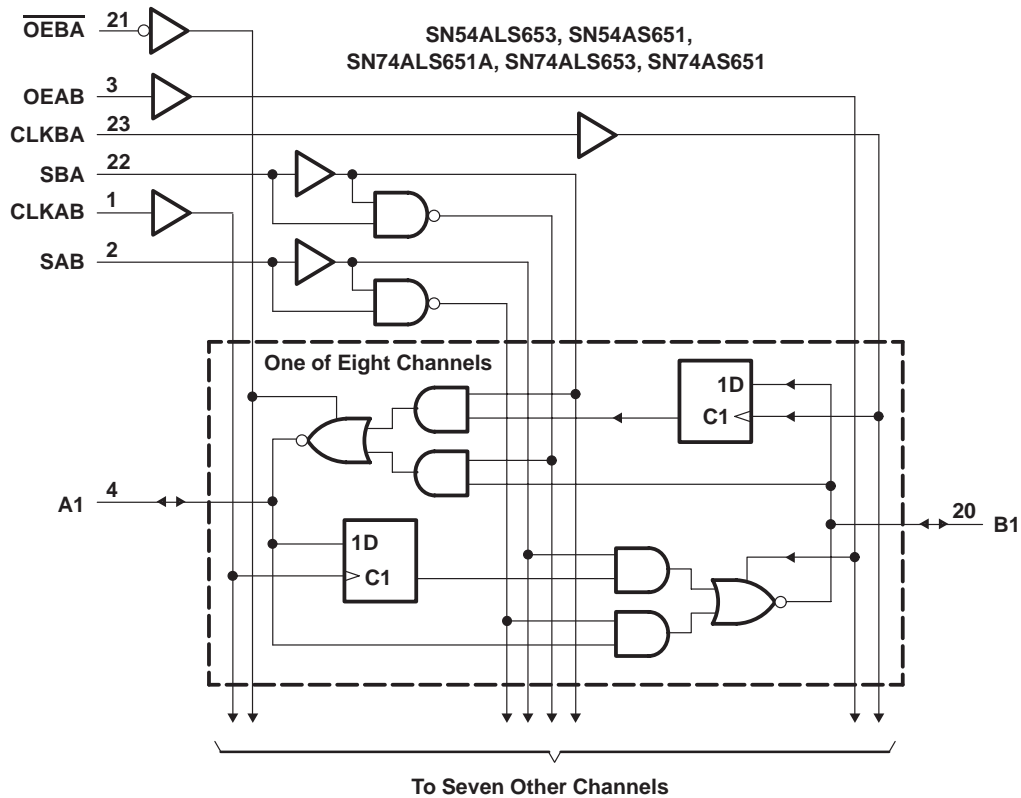 OEBA 21
SN54ALS653, SN54AS651,
SN74ALS651A, SN74ALS653, SN74AS651
OEAB 3
CLKBA 23
SBA 22
CLKAB 1
SAB 2
One of Eight Channels
1D
C1
A1 4
20 B1
1D
C1
To Seven Other Channels